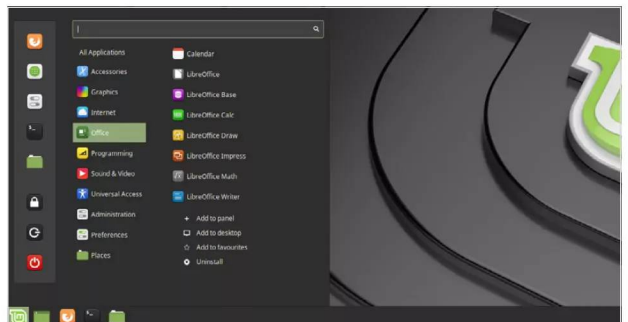 All Applications
Accessories
Graphics
Internet
Office
Programming
Sound & Video
Universal Access
Administration
Preferences
Places
Calendar
LibreOffice
LibreOffice Base
LibreOffice Calc
LibreOffice Draw
LibreOffice Impress
LibreOffice Math
LibreOffice Writer
Add to panel
Add to desktop
Add to favourites
Uninstall